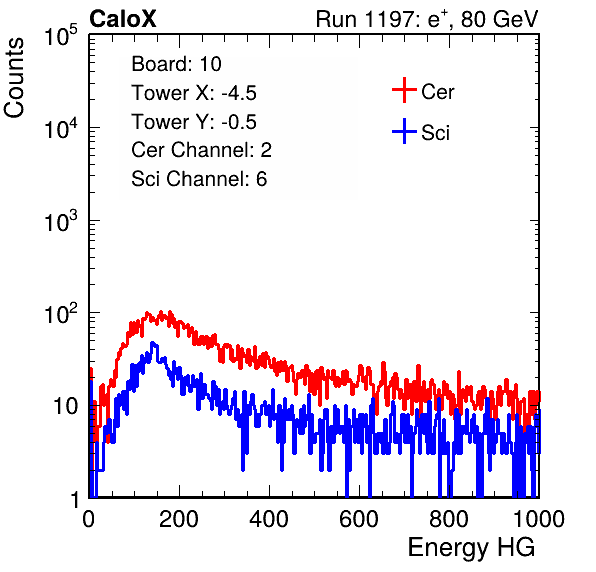 CaloX Run 1197: e⁺, 80 GeV
Counts
Board: 10
Tower X: -4.5
Tower Y: -0.5
Cer Channel: 2
Sci Channel: 6
Cer
Sci
10⁵
10⁴
10³
10²
10
1
0 200 400 600 800 1000
Energy HG